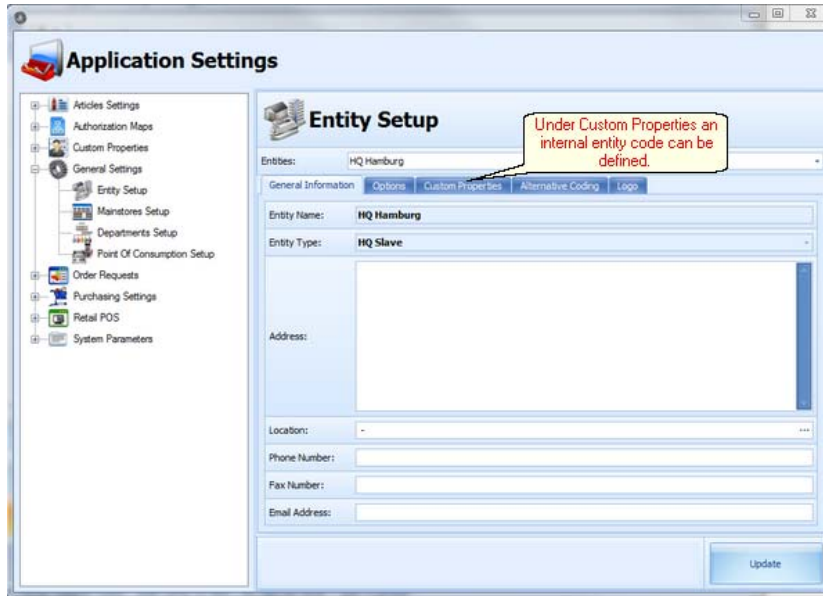 Application Settings
Articles Settings
Authorization Maps
Custom Properties
General Settings
Entity Setup
Mainstores Setup
Departments Setup
Point Of Consumption Setup
Order Requests
Purchasing Settings
Retail POS
System Parameters
Entity Setup
Under Custom Properties an
internal entity code can be
defined.
Entities: HQ Hamburg
General Information Options Custom Properties Alternative Coding Logo
Entity Name: HQ Hamburg
Entity Type: HQ Slave
Address:
Location: - ...
Phone Number:
Fax Number:
Email Address:
Update